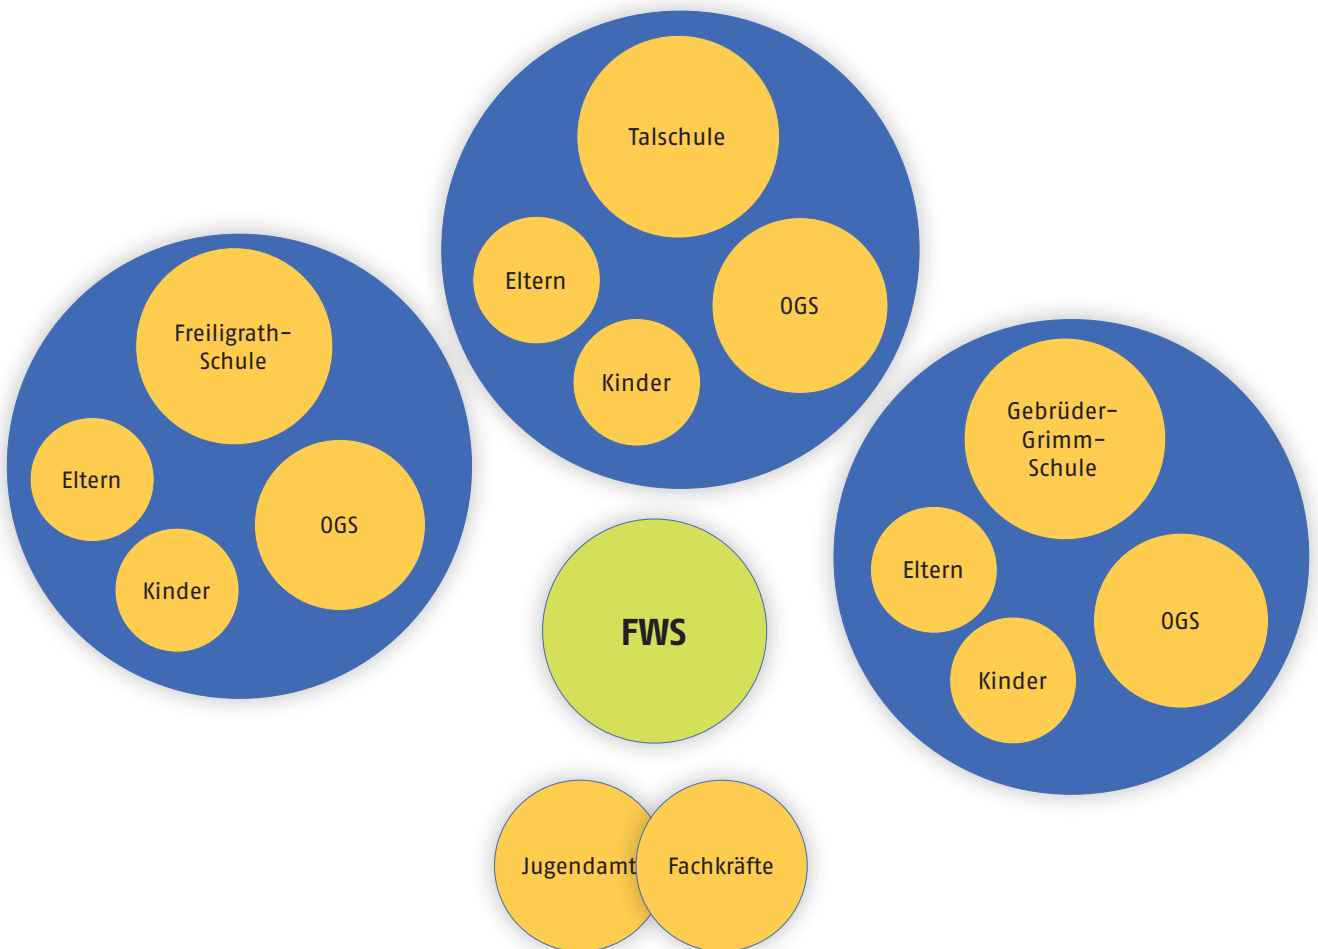 Talschule
Eltern
OGS
Kinder
Freiligrath-
Schule
Eltern
OGS
Kinder
Gebrüder-
Grimm-
Schule
Eltern
OGS
Kinder
FWS
Jugendamt
Fachkräfte